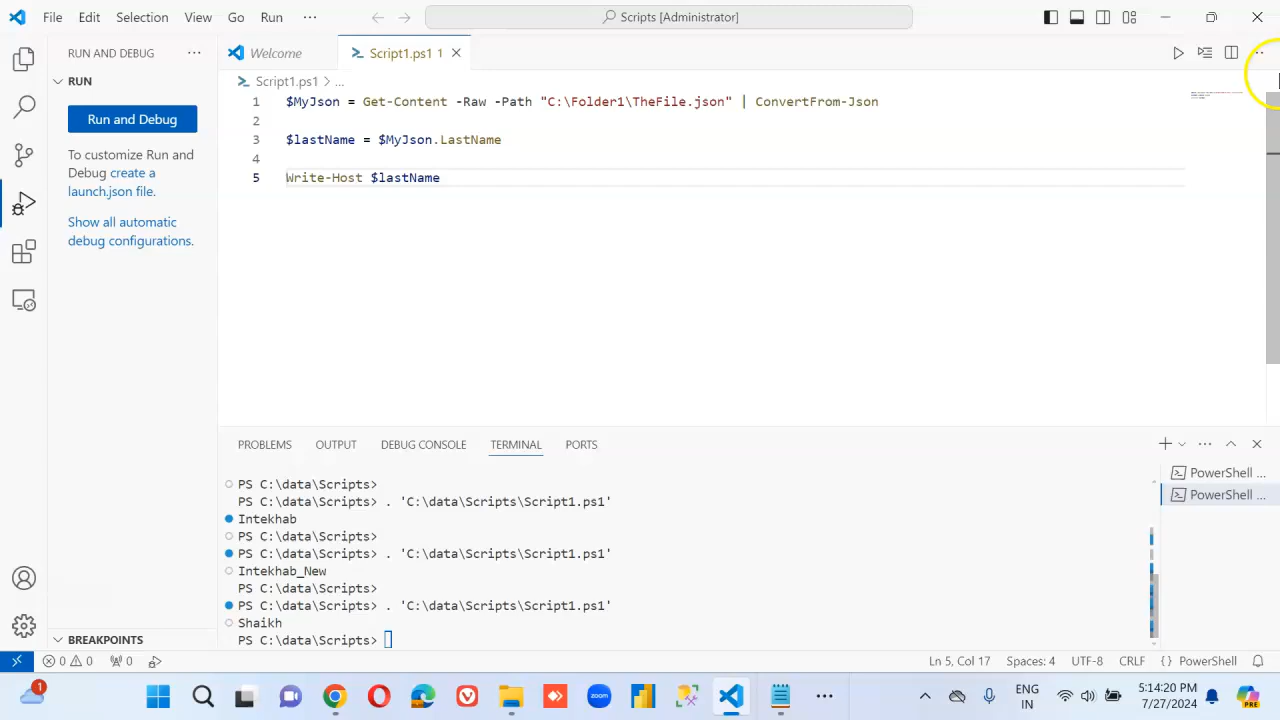 File Edit Selection View Go Run ··· Scripts [Administrator]
RUN AND DEBUG ···
Welcome
Script1.ps1 1
RUN
Script1.ps1 > ...
Run and Debug
To customize Run and
Debug create a
launch.json file.
Show all automatic
debug configurations.
1 $MyJson = Get-Content -Raw -Path "C:\Folder1\TheFile.json" | ConvertFrom-Json
2
3 $lastName = $MyJson.LastName
4
5 Write-Host $lastName
PROBLEMS OUTPUT DEBUG CONSOLE TERMINAL PORTS
PowerShell ...
PowerShell ...
PS C:\data\Scripts>
PS C:\data\Scripts> . 'C:\data\Scripts\Script1.ps1'
Intekhab
PS C:\data\Scripts>
PS C:\data\Scripts> . 'C:\data\Scripts\Script1.ps1'
Intekhab_New
PS C:\data\Scripts>
PS C:\data\Scripts> . 'C:\data\Scripts\Script1.ps1'
Shaikh
PS C:\data\Scripts>
BREAKPOINTS
0 0 0 Ln 5, Col 17 Spaces: 4 UTF-8 CRLF {} PowerShell
1
zoom
ENG
IN
5:14:20 PM
7/27/2024
PRE